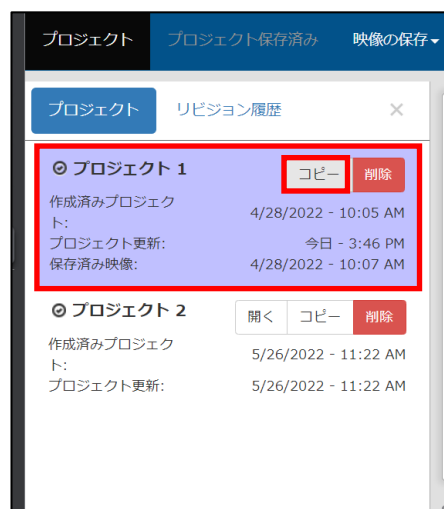 プロジェクト プロジェクト保存済み 映像の保存
プロジェクト リビジョン履歴 ×
プロジェクト 1 コピー 削除
作成済みプロジェク
ト: 4/28/2022 - 10:05 AM
プロジェクト更新: 今日 - 3:46 PM
保存済み映像: 4/28/2022 - 10:07 AM
プロジェクト 2 開く コピー 削除
作成済みプロジェク
ト: 5/26/2022 - 11:22 AM
プロジェクト更新: 5/26/2022 - 11:22 AM